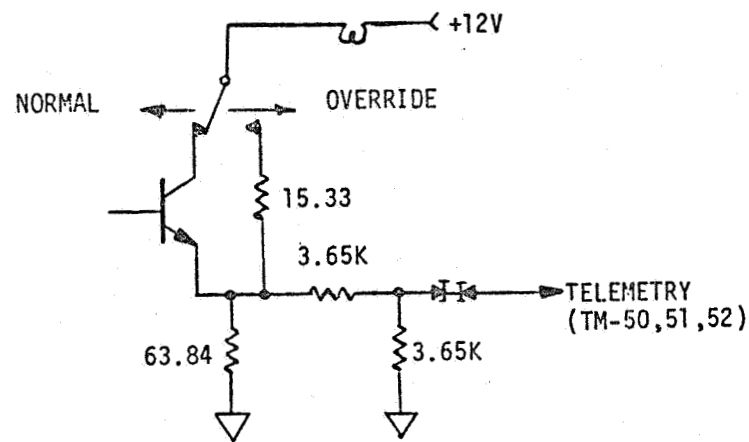 +12V
NORMAL
OVERRIDE
15.33
3.65K
TELEMETRY
(TM-50,51,52)
63.84
3.65K